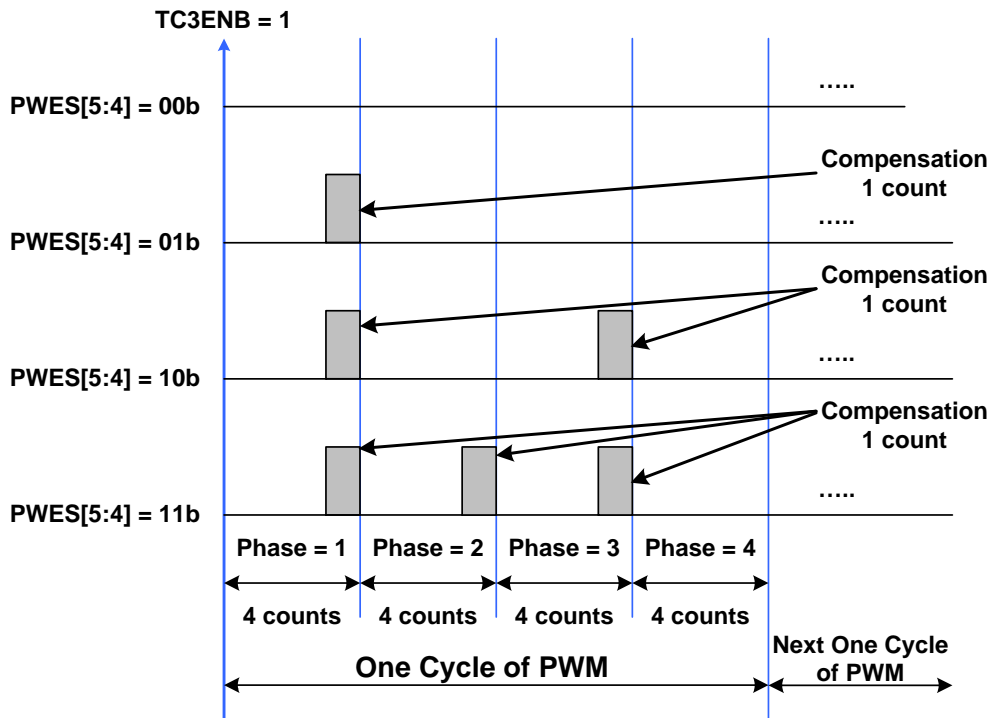 TC3ENB = 1
PWES[5:4] = 00b
.....
Compensation
1 count
.....
PWES[5:4] = 01b
Compensation
1 count
.....
PWES[5:4] = 10b
Compensation
1 count
.....
PWES[5:4] = 11b
Phase = 1
Phase = 2
Phase = 3
Phase = 4
4 counts
4 counts
4 counts
4 counts
One Cycle of PWM
Next One Cycle
of PWM